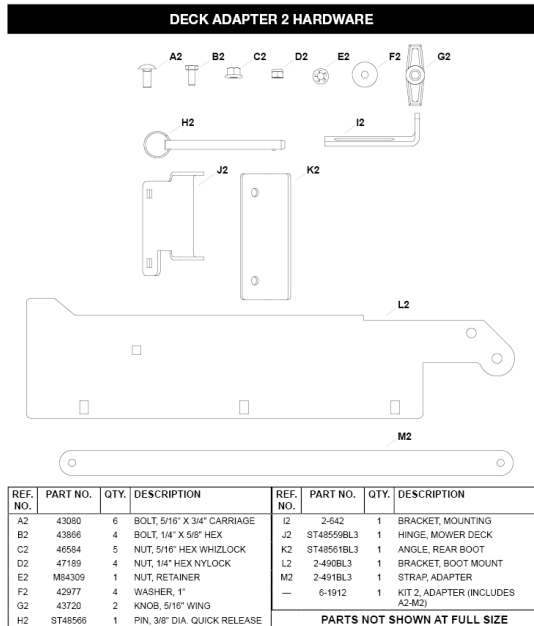 DECK ADAPTER 2 HARDWARE
A2 B2 C2 D2 E2 F2 G2
H2 I2
J2 K2
L2
M2
REF. NO. PART NO. QTY. DESCRIPTION
A2 43080 6 BOLT, 5/16" X 3/4" CARRIAGE
B2 43866 4 BOLT, 1/4" X 5/8" HEX
C2 46584 5 NUT, 5/16" HEX WHIZLOCK
D2 47189 4 NUT, 1/4" HEX NYLOCK
E2 M84309 1 NUT, RETAINER
F2 42977 4 WASHER, 1"
G2 43720 2 KNOB, 5/16" WING
H2 ST48566 1 PIN, 3/8" DIA. QUICK RELEASE
REF. NO. PART NO. QTY. DESCRIPTION
I2 2-642 1 BRACKET, MOUNTING
J2 ST48559BL3 1 HINGE, MOWER DECK
K2 ST48561BL3 1 ANGLE, REAR BOOT
L2 2-490BL3 1 BRACKET, BOOT MOUNT
M2 2-491BL3 1 STRAP, ADAPTER
— 6-1912 1 KIT 2, ADAPTER (INCLUDES
A2-M2)
PARTS NOT SHOWN AT FULL SIZE